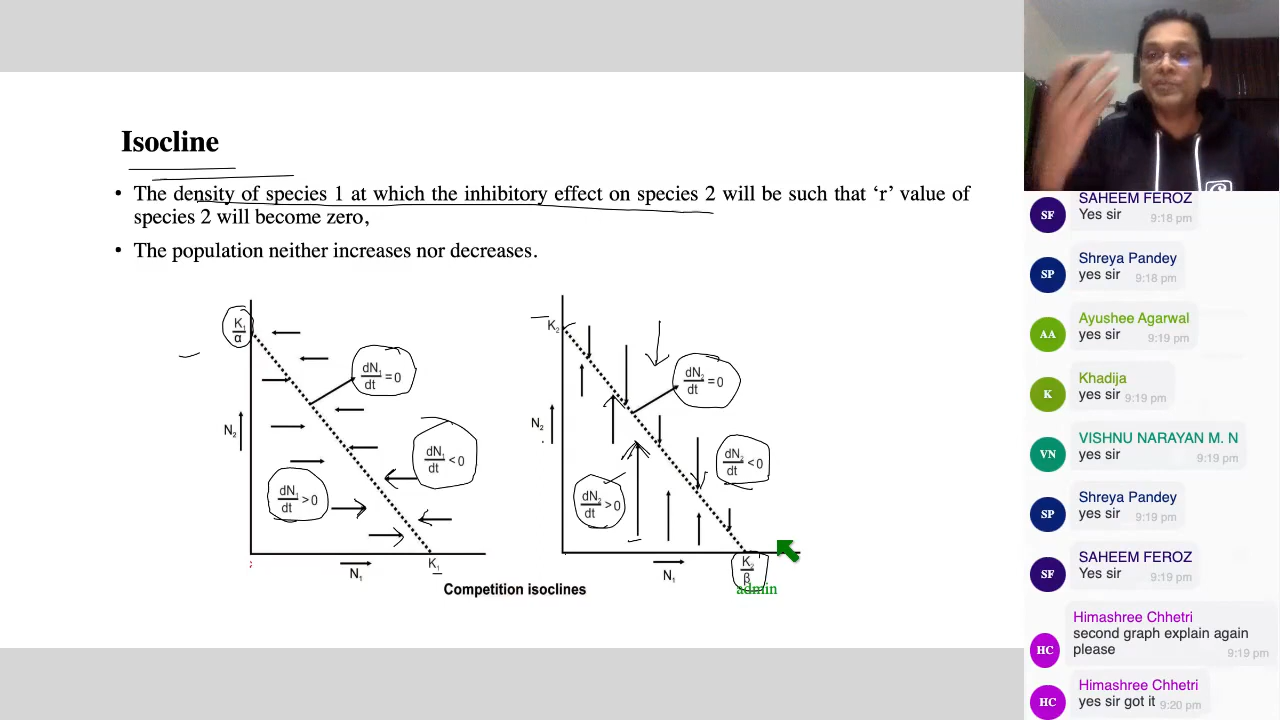 Isocline
• The density of species 1 at which the inhibitory effect on species 2 will be such that ‘r’ value of
species 2 will become zero,
• The population neither increases nor decreases.
K₁
α
dN₁
dt
=0
N₂
dN₁
dt
<0
dN₁
dt
>0
K₁
N₁
K₂
dN₂
dt
=0
N₂
dN₂
dt
<0
dN₂
dt
>0
K₂
β
N₁
Competition isoclines
admin
SAHEEM FEROZ
SF
Yes sir
9:18 pm
Shreya Pandey
SP
yes sir
9:18 pm
Ayushee Agarwal
AA
yes sir
9:19 pm
Khadija
K
yes sir
9:19 pm
VISHNU NARAYAN M. N
VN
yes sir
9:19 pm
Shreya Pandey
SP
yes sir
9:19 pm
SAHEEM FEROZ
SF
Yes sir
9:19 pm
Himashree Chhetri
HC
second graph explain again
please
9:19 pm
Himashree Chhetri
HC
yes sir got it
9:20 pm